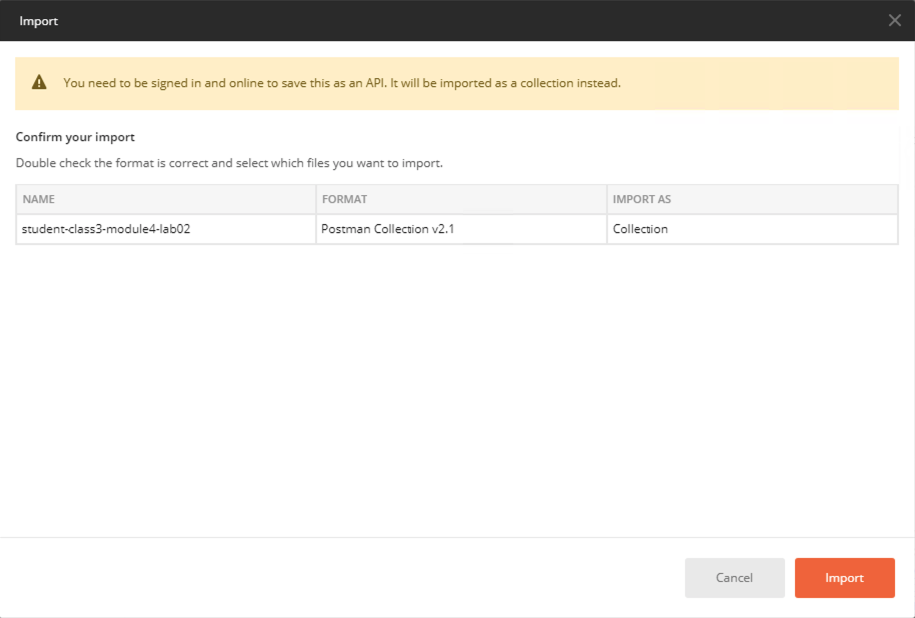 Import
You need to be signed in and online to save this as an API. It will be imported as a collection instead.
Confirm your import
Double check the format is correct and select which files you want to import.
NAME FORMAT IMPORT AS
student-class3-module4-lab02 Postman Collection v2.1 Collection
Cancel Import